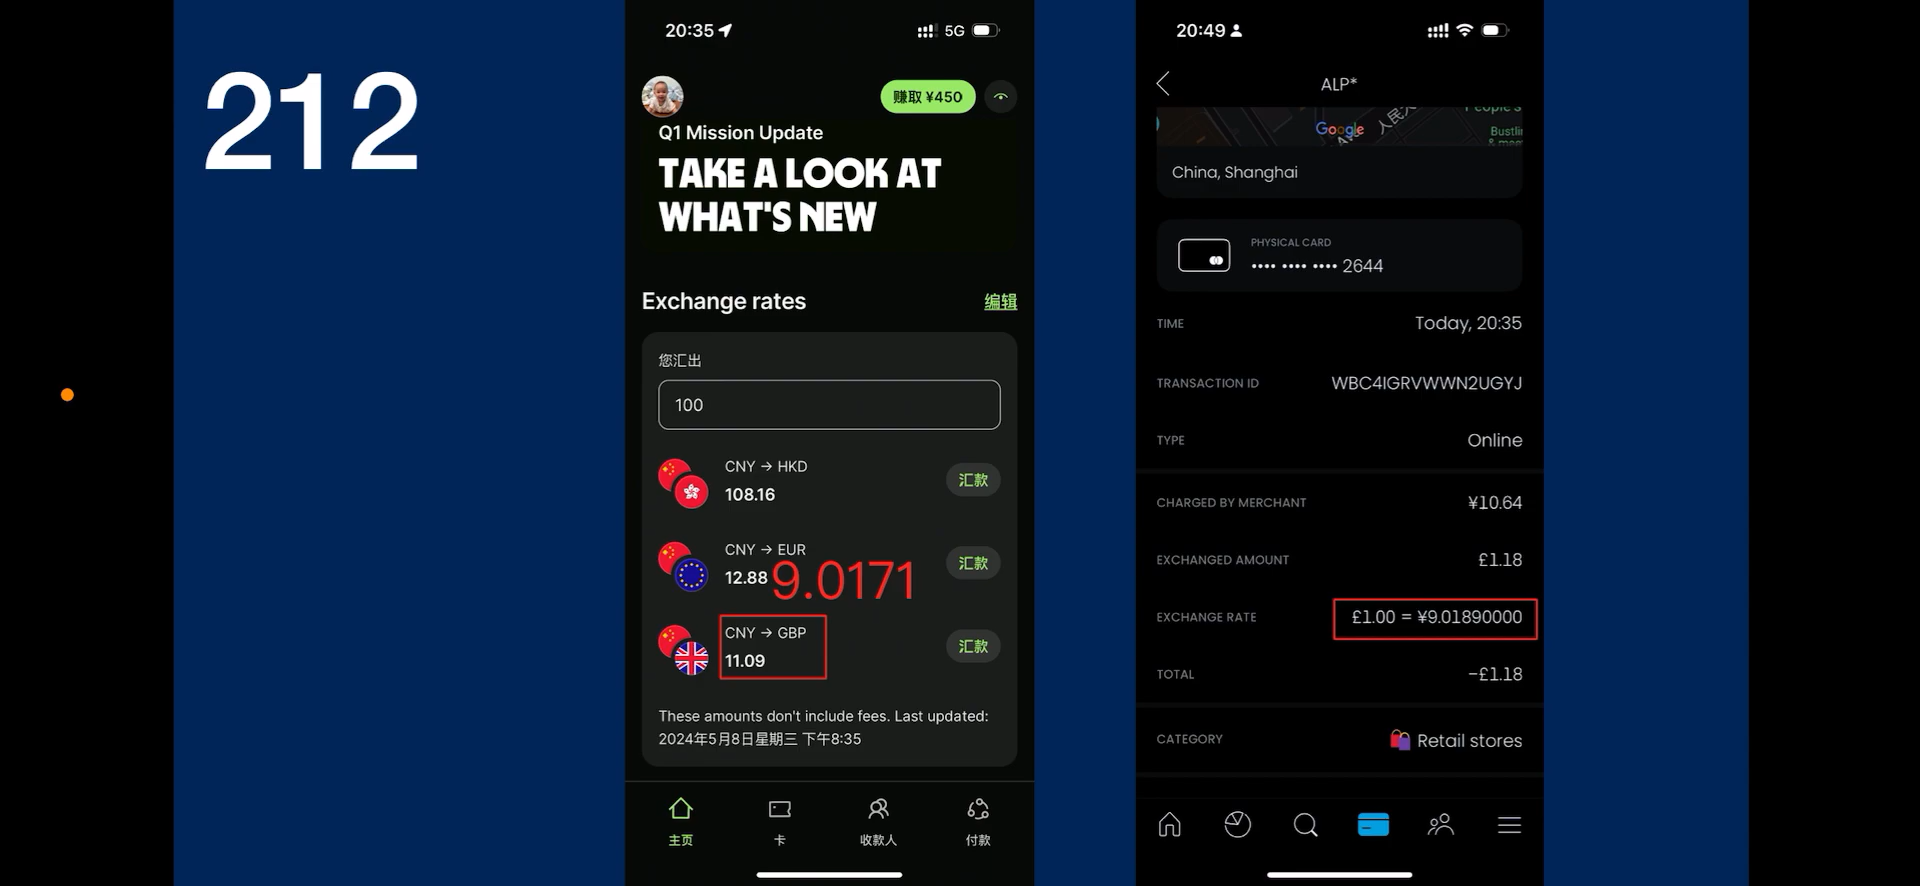 212
20:35
5G
赚取 ¥450
Q1 Mission Update
TAKE A LOOK AT
WHAT'S NEW
Exchange rates
编辑
您汇出
100
CNY → HKD
108.16
汇款
CNY → EUR
12.88
9.0171
汇款
CNY → GBP
11.09
汇款
These amounts don't include fees. Last updated:
2024年5月8日星期三 下午8:35
主页
卡
收款人
付款
20:49
ALP*
Google
人民大
People's
Bustlin
China, Shanghai
PHYSICAL CARD
•••• •••• •••• 2644
TIME
Today, 20:35
TRANSACTION ID
WBC4IGRVWWN2UGYJ
TYPE
Online
CHARGED BY MERCHANT
¥10.64
EXCHANGED AMOUNT
£1.18
EXCHANGE RATE
£1.00 = ¥9.01890000
TOTAL
−£1.18
CATEGORY
Retail stores